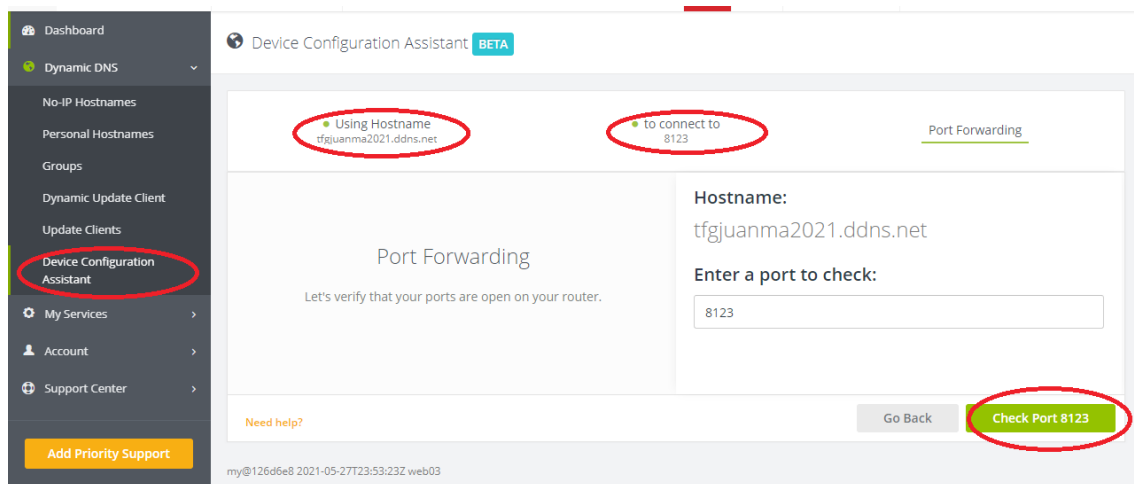 Dashboard
Dynamic DNS
No-IP Hostnames
Personal Hostnames
Groups
Dynamic Update Client
Update Clients
Device Configuration
Assistant
My Services
Account
Support Center
Add Priority Support
Device Configuration Assistant BETA
Using Hostname
tfgjuanma2021.ddns.net
to connect to
8123
Port Forwarding
Port Forwarding
Let's verify that your ports are open on your router.
Hostname:
tfgjuanma2021.ddns.net
Enter a port to check:
8123
Need help?
Go Back
Check Port 8123
my@126d6e8 2021-05-27T23:53:23Z web03